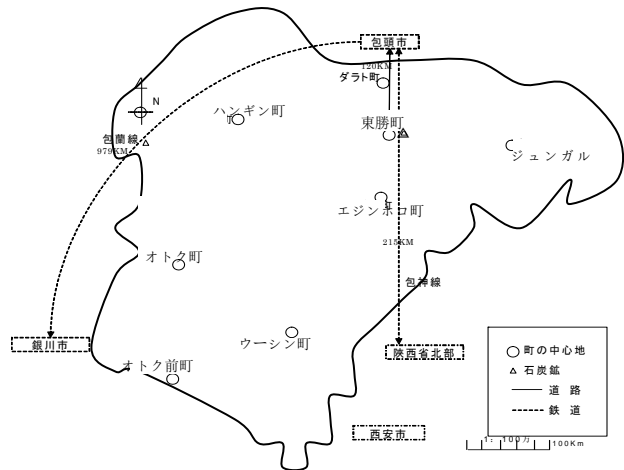 包頭市
120KM
ダラト町
N
ハンギン町
東勝町
包蘭線
979KM
ジュンガル
エジンホロ町
215KM
オトク町
包神線
ウーシン町
銀川市
陝西省北部
オトク前町
西安市
町の中心地
石炭鉱
道路
鉄道
1:100万
100Km